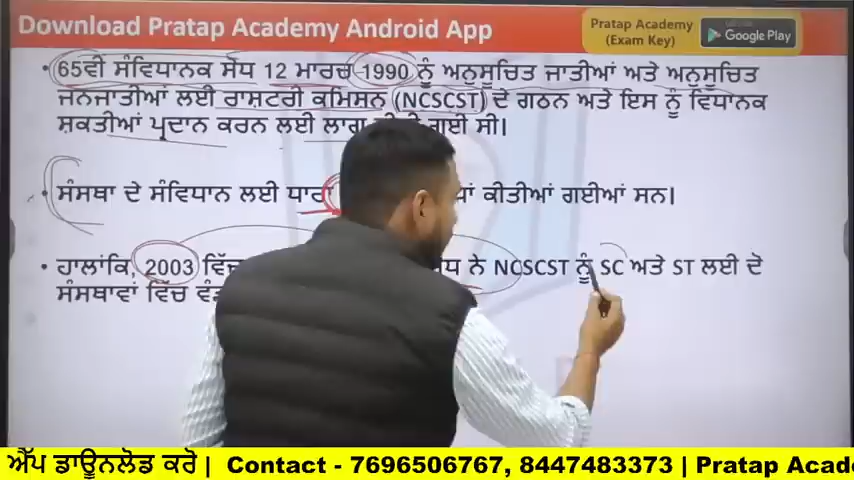 Download Pratap Academy Android App
Pratap Academy
(Exam Key)
Google Play
• 65ਵੀਂ ਸੰਵਿਧਾਨਕ ਸੋਧ 12 ਮਾਰਚ 1990 ਨੂੰ ਅਨੁਸੂਚਿਤ ਜਾਤੀਆਂ ਅਤੇ ਅਨੁਸੂਚਿਤ
ਜਨਜਾਤੀਆਂ ਲਈ ਰਾਸ਼ਟਰੀ ਕਮਿਸ਼ਨ (NCSCST) ਦੇ ਗਠਨ ਅਤੇ ਇਸ ਨੂੰ ਵਿਧਾਨਕ
ਸ਼ਕਤੀਆਂ ਪ੍ਰਦਾਨ ਕਰਨ ਲਈ ਲਾਗੂ ਗਈ ਸੀ।
• ਸੰਸਥਾ ਦੇ ਸੰਵਿਧਾਨ ਲਈ ਧਾਰਾ ਕੀਤੀਆਂ ਗਈਆਂ ਸਨ।
• ਹਾਲਾਂਕਿ, 2003 ਵਿੱਚ ਨੇ NCSCST ਨੂੰ SC ਅਤੇ ST ਲਈ ਦੋ
ਸੰਸਥਾਵਾਂ ਵਿੱਚ
ਐਪ ਡਾਊਨਲੋਡ ਕਰੋ | Contact - 7696506767, 8447483373 | Pratap Acade